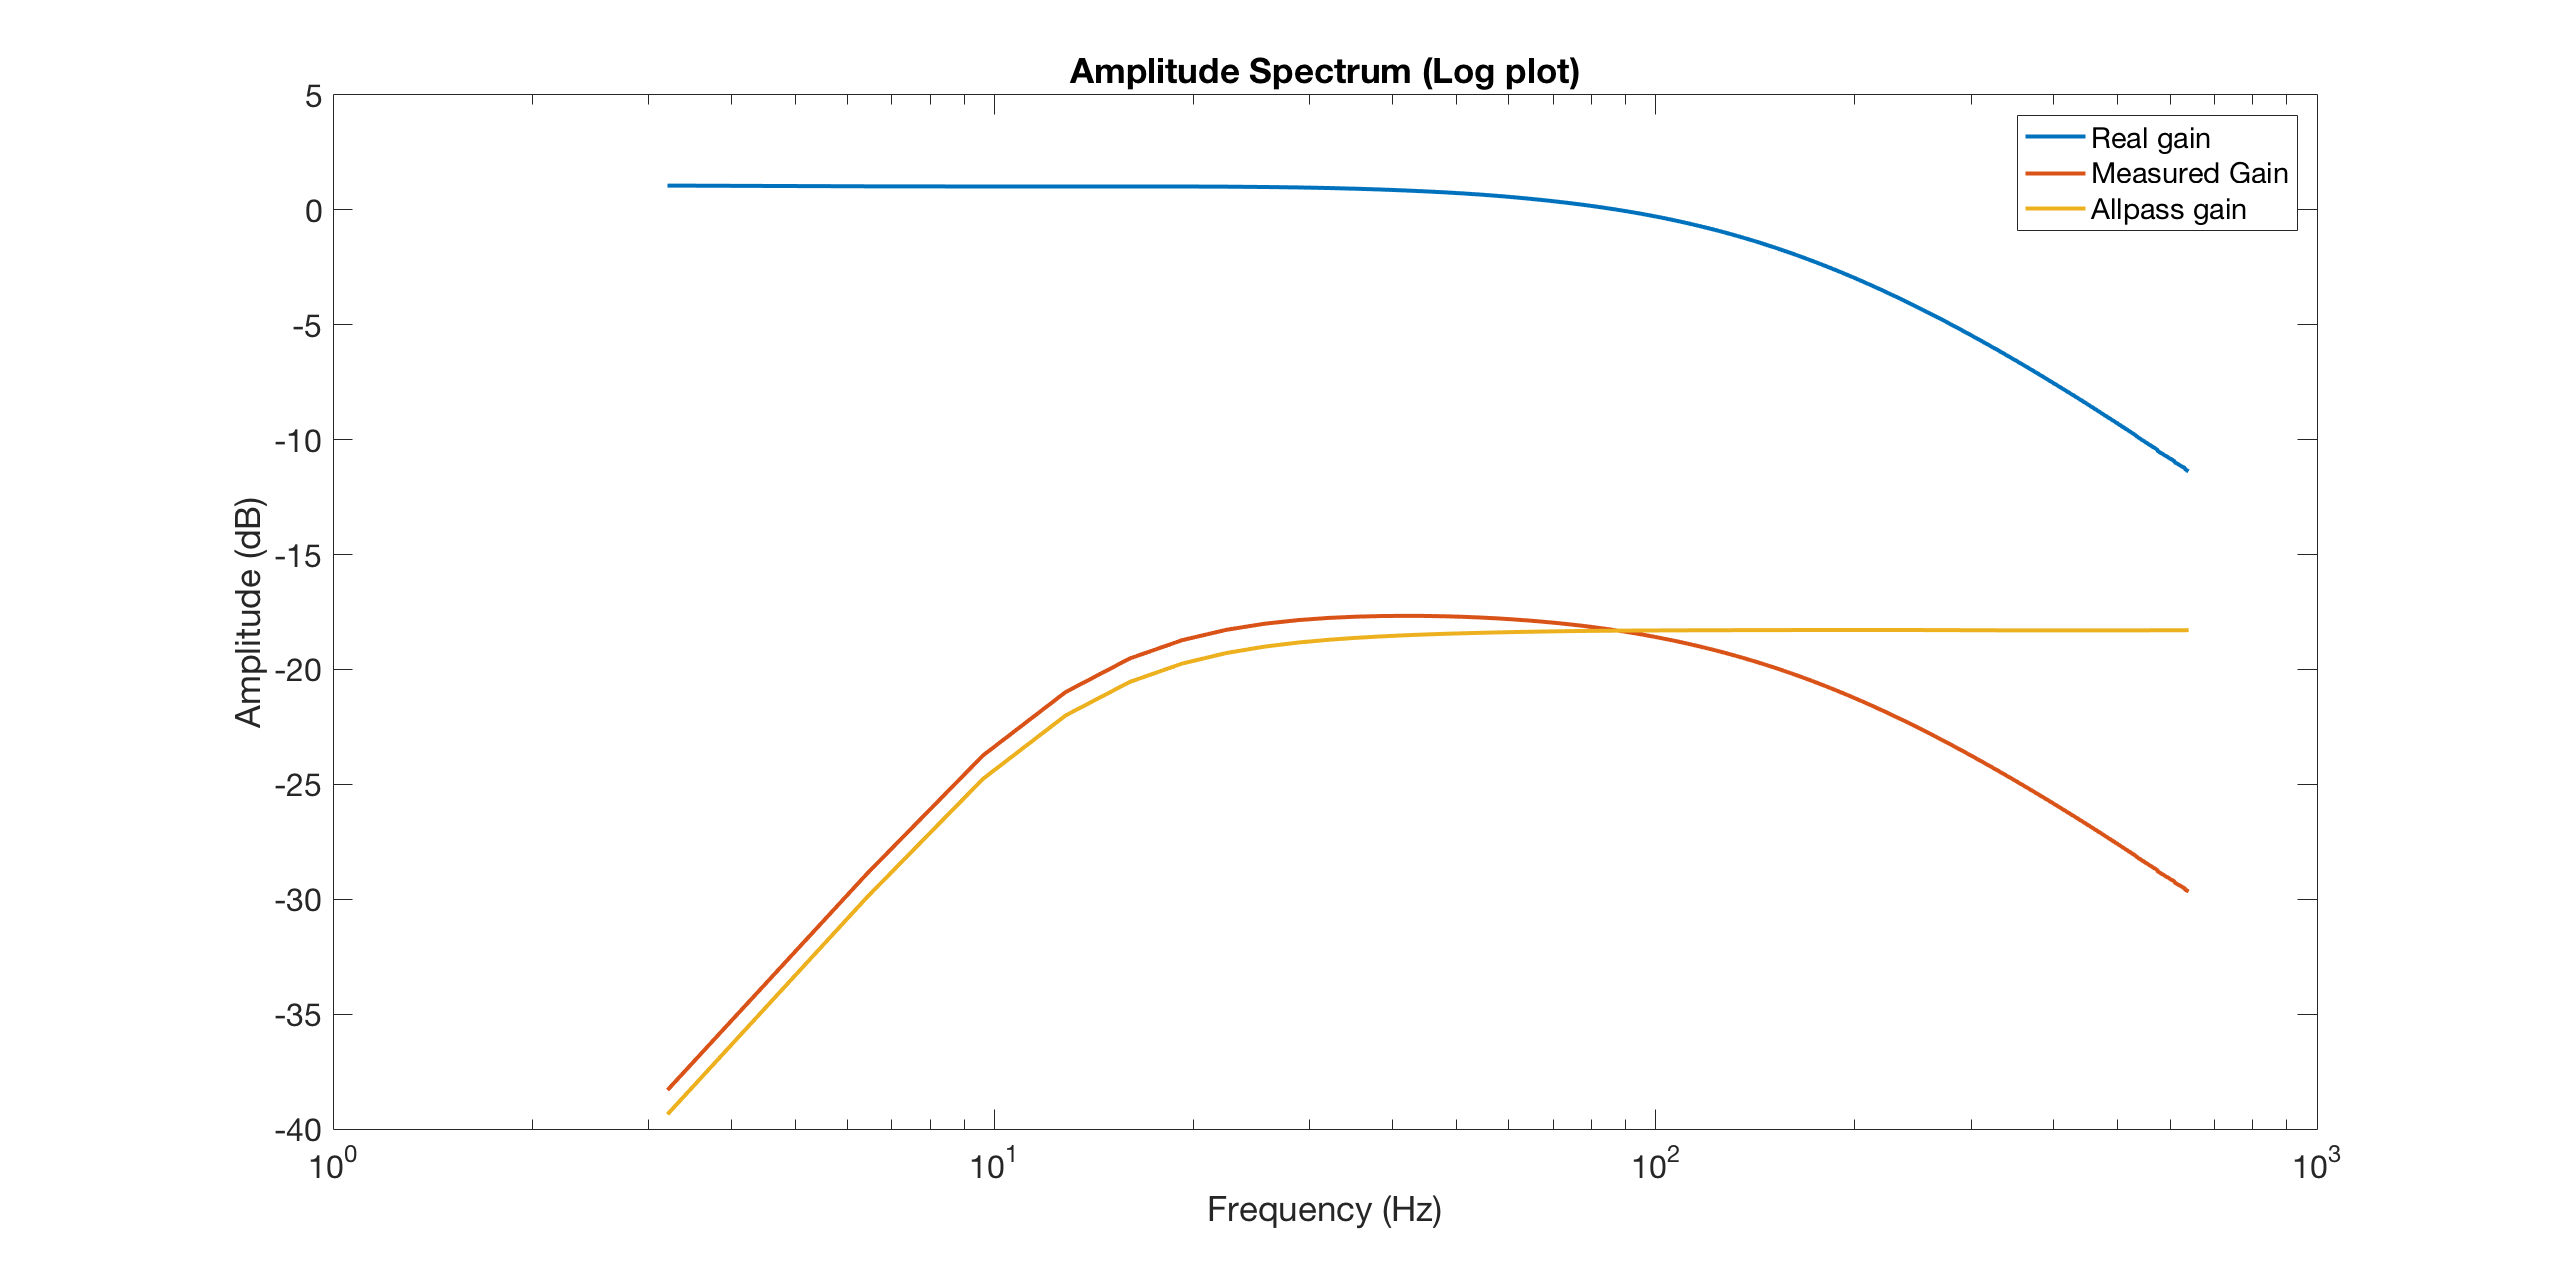 Amplitude Spectrum (Log plot)
Real gain
Measured Gain
Allpass gain
Amplitude (dB)
5
0
-5
-10
-15
-20
-25
-30
-35
-40
10^0 10^1 10^2 10^3
Frequency (Hz)